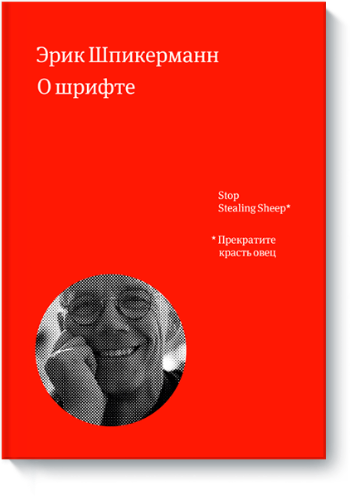 Эрик Шпикерманн
О шрифте
Stop
Stealing Sheep*
* Прекратите
красть овец